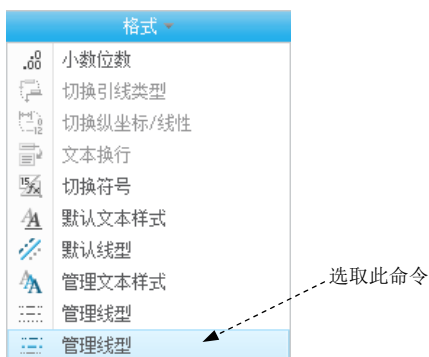 格式
小数位数
切换引线类型
切换纵坐标/线性
文本换行
切换符号
默认文本样式
默认线型
管理文本样式
管理线型
管理线型
选取此命令